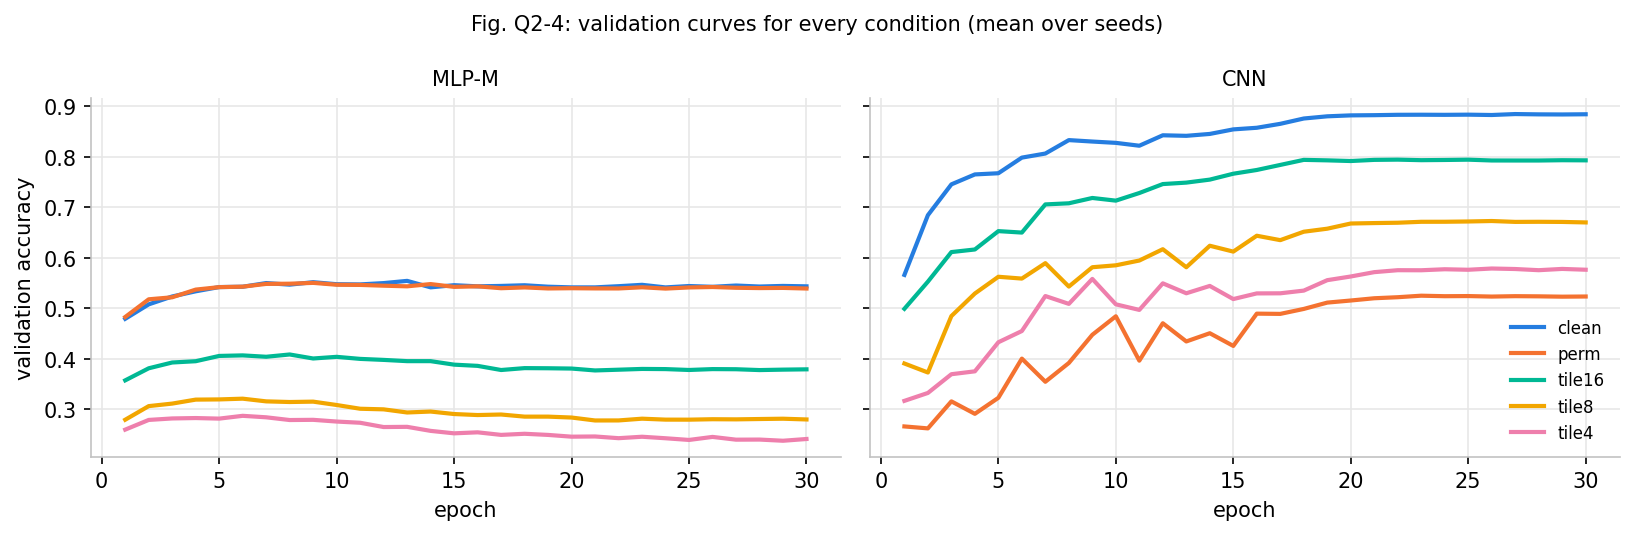 Fig. Q2-4: validation curves for every condition (mean over seeds)
MLP-M
validation accuracy
0.9
0.8
0.7
0.6
0.5
0.4
0.3
0 5 10 15 20 25 30
epoch
CNN
clean
perm
tile16
tile8
tile4
0 5 10 15 20 25 30
epoch